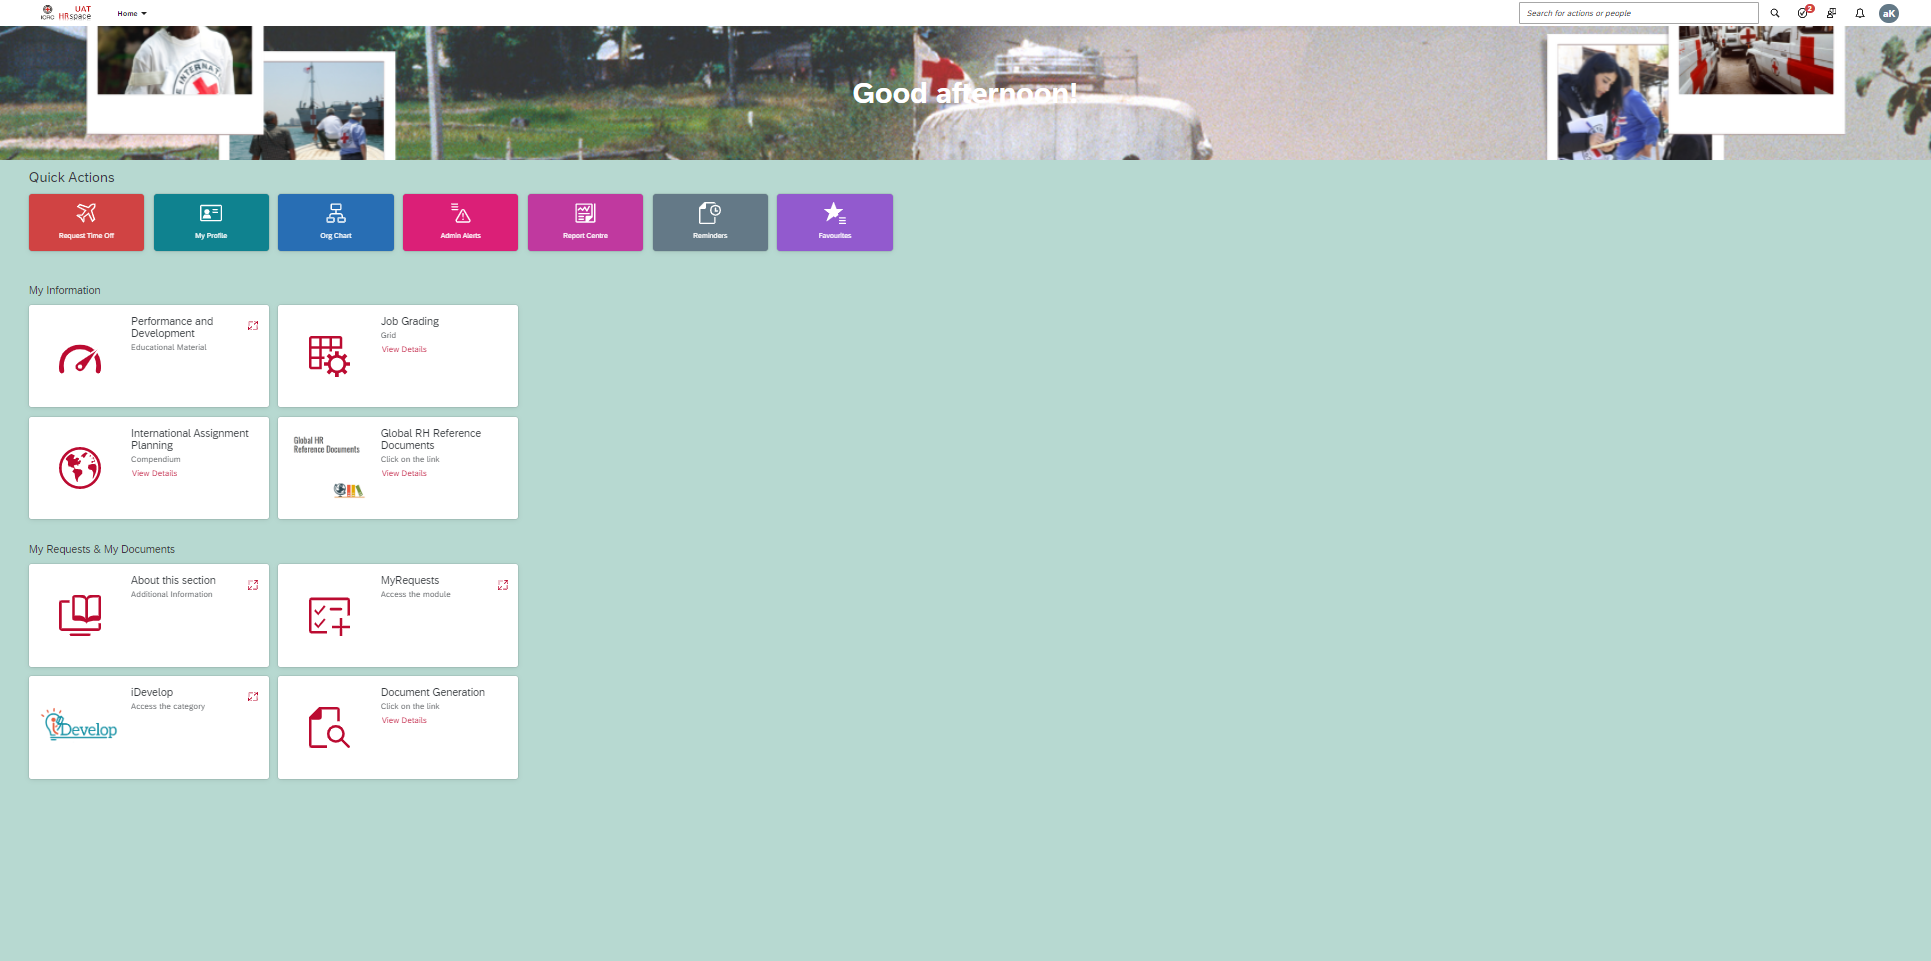 ICRC
UAT
HRspace
Home
Search for actions or people
2
aK
INTERNAT
Good afternoon!
Quick Actions
Request Time Off
My Profile
Org Chart
Admin Alerts
Report Centre
Reminders
Favourites
My Information
Performance and
Development
Educational Material
Job Grading
Grid
View Details
International Assignment
Planning
Compendium
View Details
Global HR
Reference Documents
Global RH Reference
Documents
Click on the link
View Details
My Requests & My Documents
About this section
Additional Information
MyRequests
Access the module
iDevelop
iDevelop
Access the category
Document Generation
Click on the link
View Details